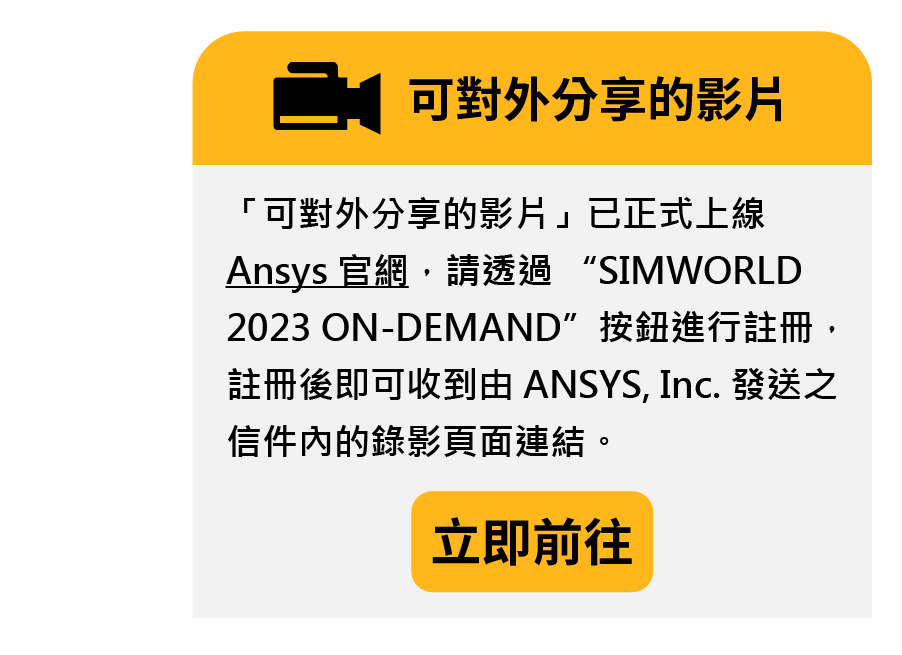 可對外分享的影片
「可對外分享的影片」已正式上線
Ansys 官網，請透過 “SIMWORLD
2023 ON-DEMAND” 按鈕進行註冊，
註冊後即可收到由 ANSYS, Inc. 發送之
信件內的錄影頁面連結。
立即前往